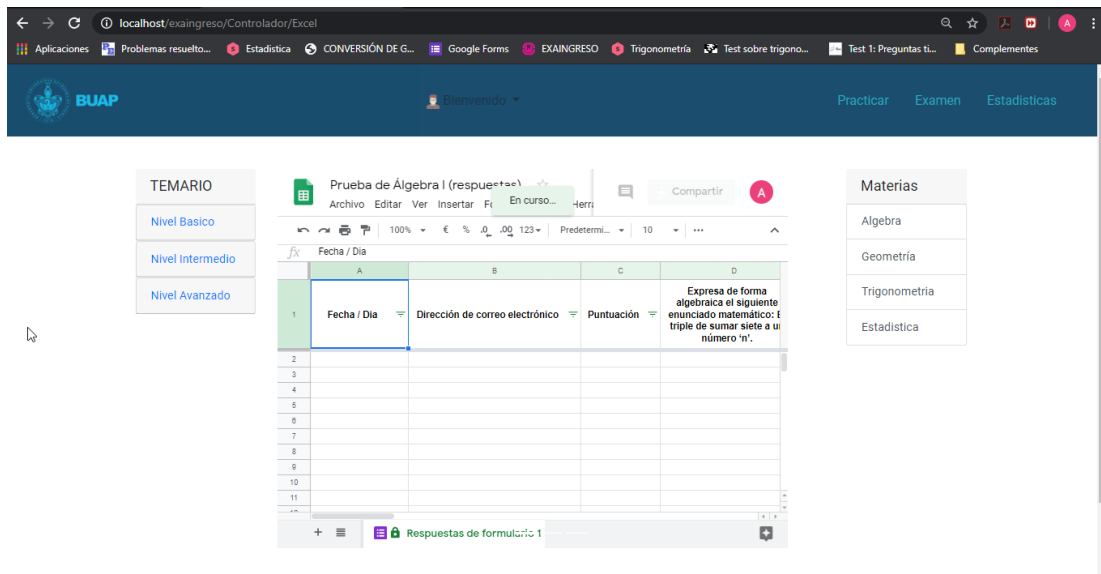 localhost/exaingreso/Controlador/Excel
Aplicaciones Problemas resuelto... Estadistica CONVERSIÓN DE G... Google Forms EXAINGRESO Trigonometría Test sobre trigono... Test 1: Preguntas ti... Complementes
BUAP Bienvenido Practicar Examen Estadisticas
TEMARIO
Nivel Basico
Nivel Intermedio
Nivel Avanzado
Prueba de Álgebra I (respuestas)
En curso...
Compartir
A
Archivo Editar Ver Insertar
100% € % .0 .00 123 Predetermi... 10 ...
fx Fecha / Dia
A B C D
1 Fecha / Dia Dirección de correo electrónico Puntuación
Expresa de forma
algebraica el siguiente
enunciado matemático:
triple de sumar siete a
número ‘n’.
2
3
4
5
6
7
8
9
10
11
Respuestas de formulario 1
Materias
Algebra
Geometría
Trigonometria
Estadistica